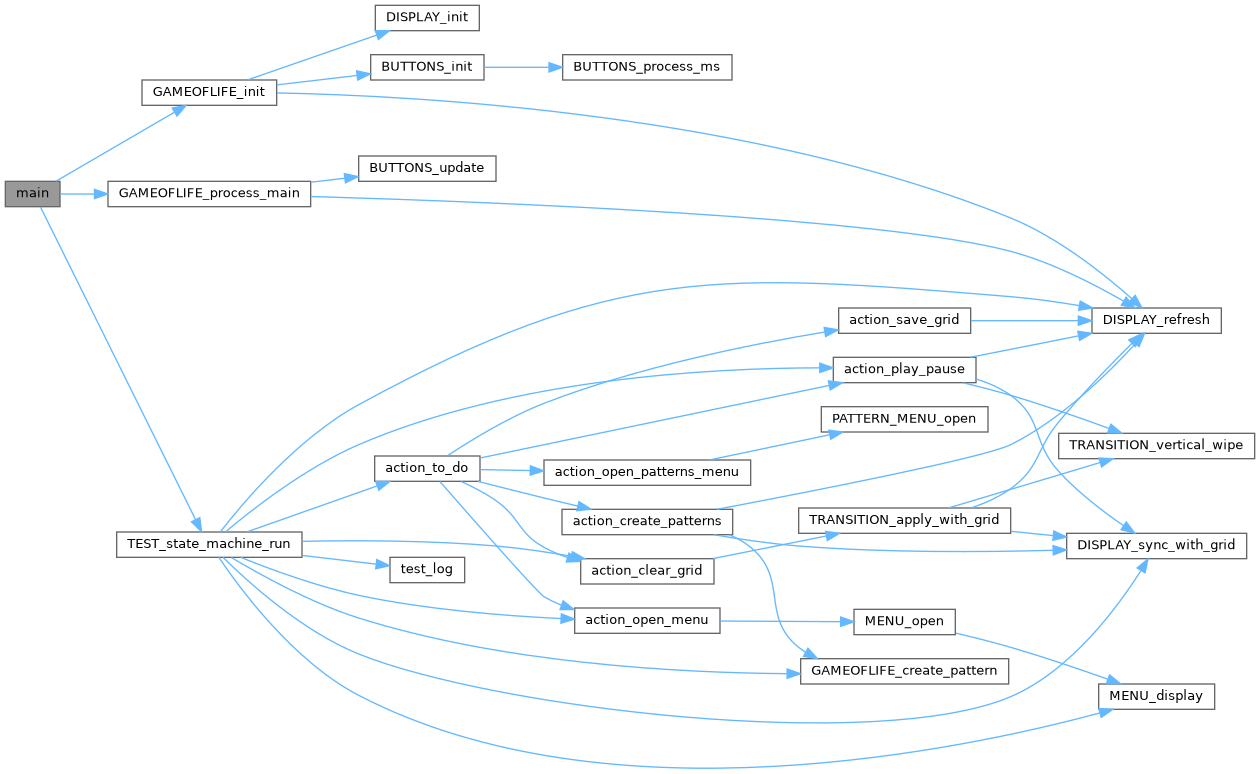 DISPLAY_init
BUTTONS_init
BUTTONS_process_ms
GAMEOFLIFE_init
BUTTONS_update
main
GAMEOFLIFE_process_main
action_save_grid
DISPLAY_refresh
action_play_pause
PATTERN_MENU_open
TRANSITION_vertical_wipe
action_to_do
action_open_patterns_menu
action_create_patterns
TRANSITION_apply_with_grid
TEST_state_machine_run
DISPLAY_sync_with_grid
test_log
action_clear_grid
action_open_menu
MENU_open
GAMEOFLIFE_create_pattern
MENU_display